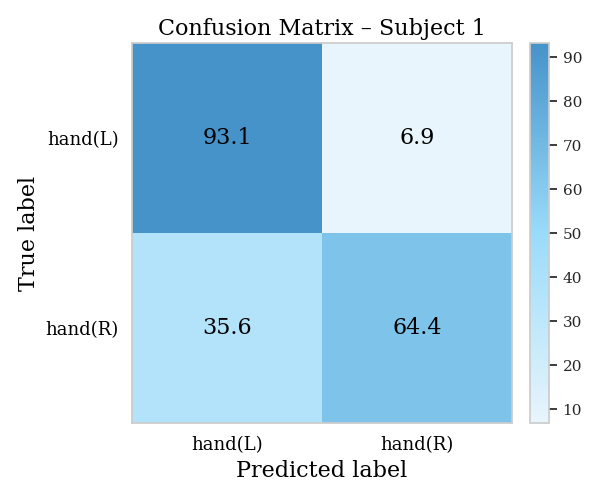 Confusion Matrix – Subject 1
True label
hand(L)
93.1
6.9
hand(R)
35.6
64.4
hand(L)
hand(R)
Predicted label
90
80
70
60
50
40
30
20
10